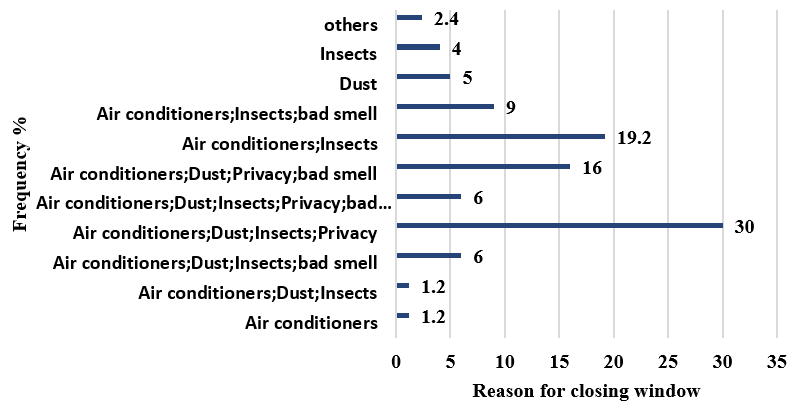 Frequency %
others 2.4
Insects 4
Dust 5
Air conditioners;Insects;bad smell 9
Air conditioners;Insects 19.2
Air conditioners;Dust;Privacy;bad smell 16
Air conditioners;Dust;Insects;Privacy;bad... 6
Air conditioners;Dust;Insects;Privacy 30
Air conditioners;Dust;Insects;bad smell 6
Air conditioners;Dust;Insects 1.2
Air conditioners 1.2
0 5 10 15 20 25 30 35
Reason for closing window